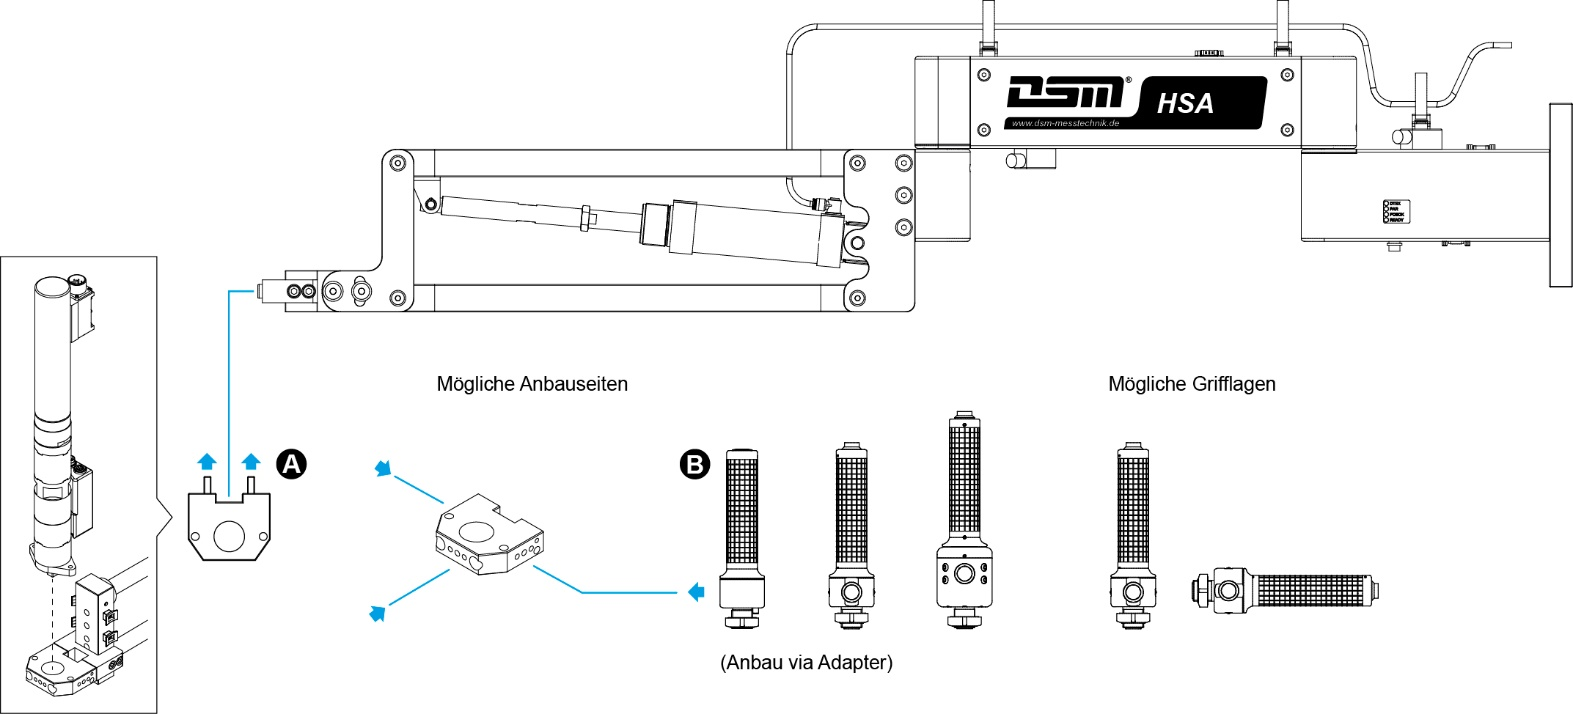 DSM® HSA
www.dsm-messtechnik.de
Mögliche Anbauseiten
Mögliche Grifflagen
A
B
(Anbau via Adapter)